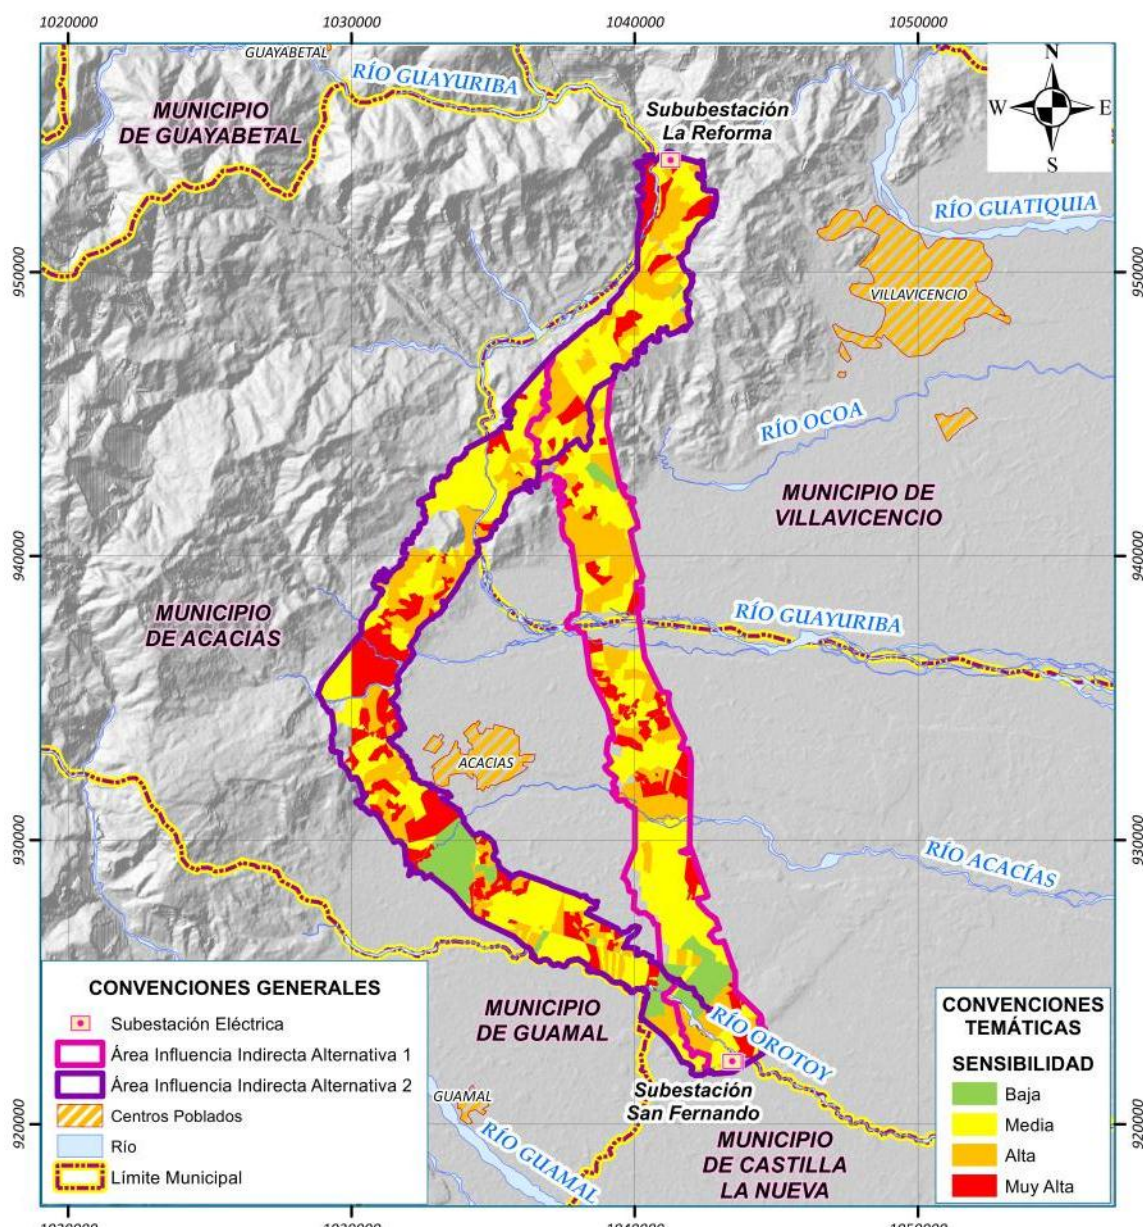 1020000
1030000
1040000
1050000
GUAYABETAL
RÍO GUAYURIBA
MUNICIPIO
DE GUAYABETAL
Sububestación
La Reforma
N
W
E
S
RÍO GUATIQUIA
950000
950000
VILLAVICENCIO
RÍO OCOA
MUNICIPIO DE
VILLAVICENCIO
940000
940000
MUNICIPIO
DE ACACIAS
RÍO GUAYURIBA
ACACIAS
930000
930000
RÍO ACACÍAS
CONVENCIONES GENERALES
Subestación Eléctrica
Área Influencia Indirecta Alternativa 1
Área Influencia Indirecta Alternativa 2
Centros Poblados
Río
Límite Municipal
MUNICIPIO
DE GUAMAL
RÍO OROTOY
GUAMAL
Subestación
San Fernando
RÍO GUAMAL
MUNICIPIO
DE CASTILLA
LA NUEVA
CONVENCIONES
TEMÁTICAS
SENSIBILIDAD
Baja
Media
Alta
Muy Alta
920000
920000
1020000
1030000
1040000
1050000